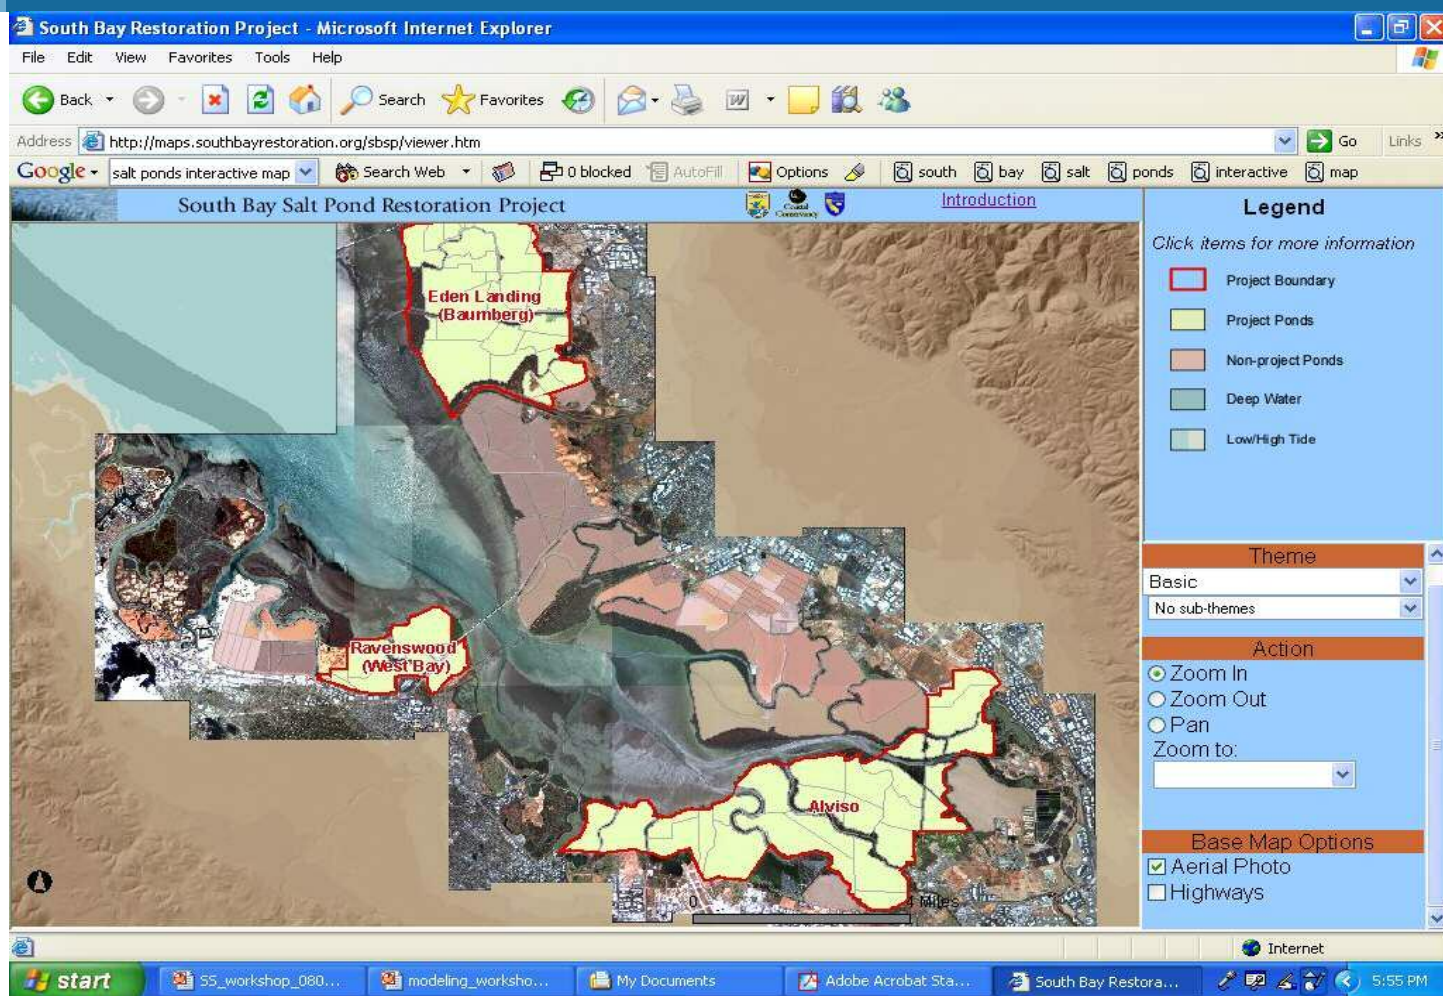 South Bay Restoration Project - Microsoft Internet Explorer
File Edit View Favorites Tools Help
Back Search Favorites
Address http://maps.southbayrestoration.org/sbsp/viewer.htm Go Links »
Google salt ponds interactive map Search Web 0 blocked AutoFill Options south bay salt ponds interactive map
South Bay Salt Pond Restoration Project Introduction
Eden Landing
(Baumberg)
Ravenswood
(West Bay)
Alviso
0 4 Miles
Legend
Click items for more information
Project Boundary
Project Ponds
Non-project Ponds
Deep Water
Low/High Tide
Theme
Basic
No sub-themes
Action
Zoom In
Zoom Out
Pan
Zoom to:
Base Map Options
Aerial Photo
Highways
Internet
start SS_workshop_080... modeling_worksho... My Documents Adobe Acrobat Sta... South Bay Restora... 5:55 PM